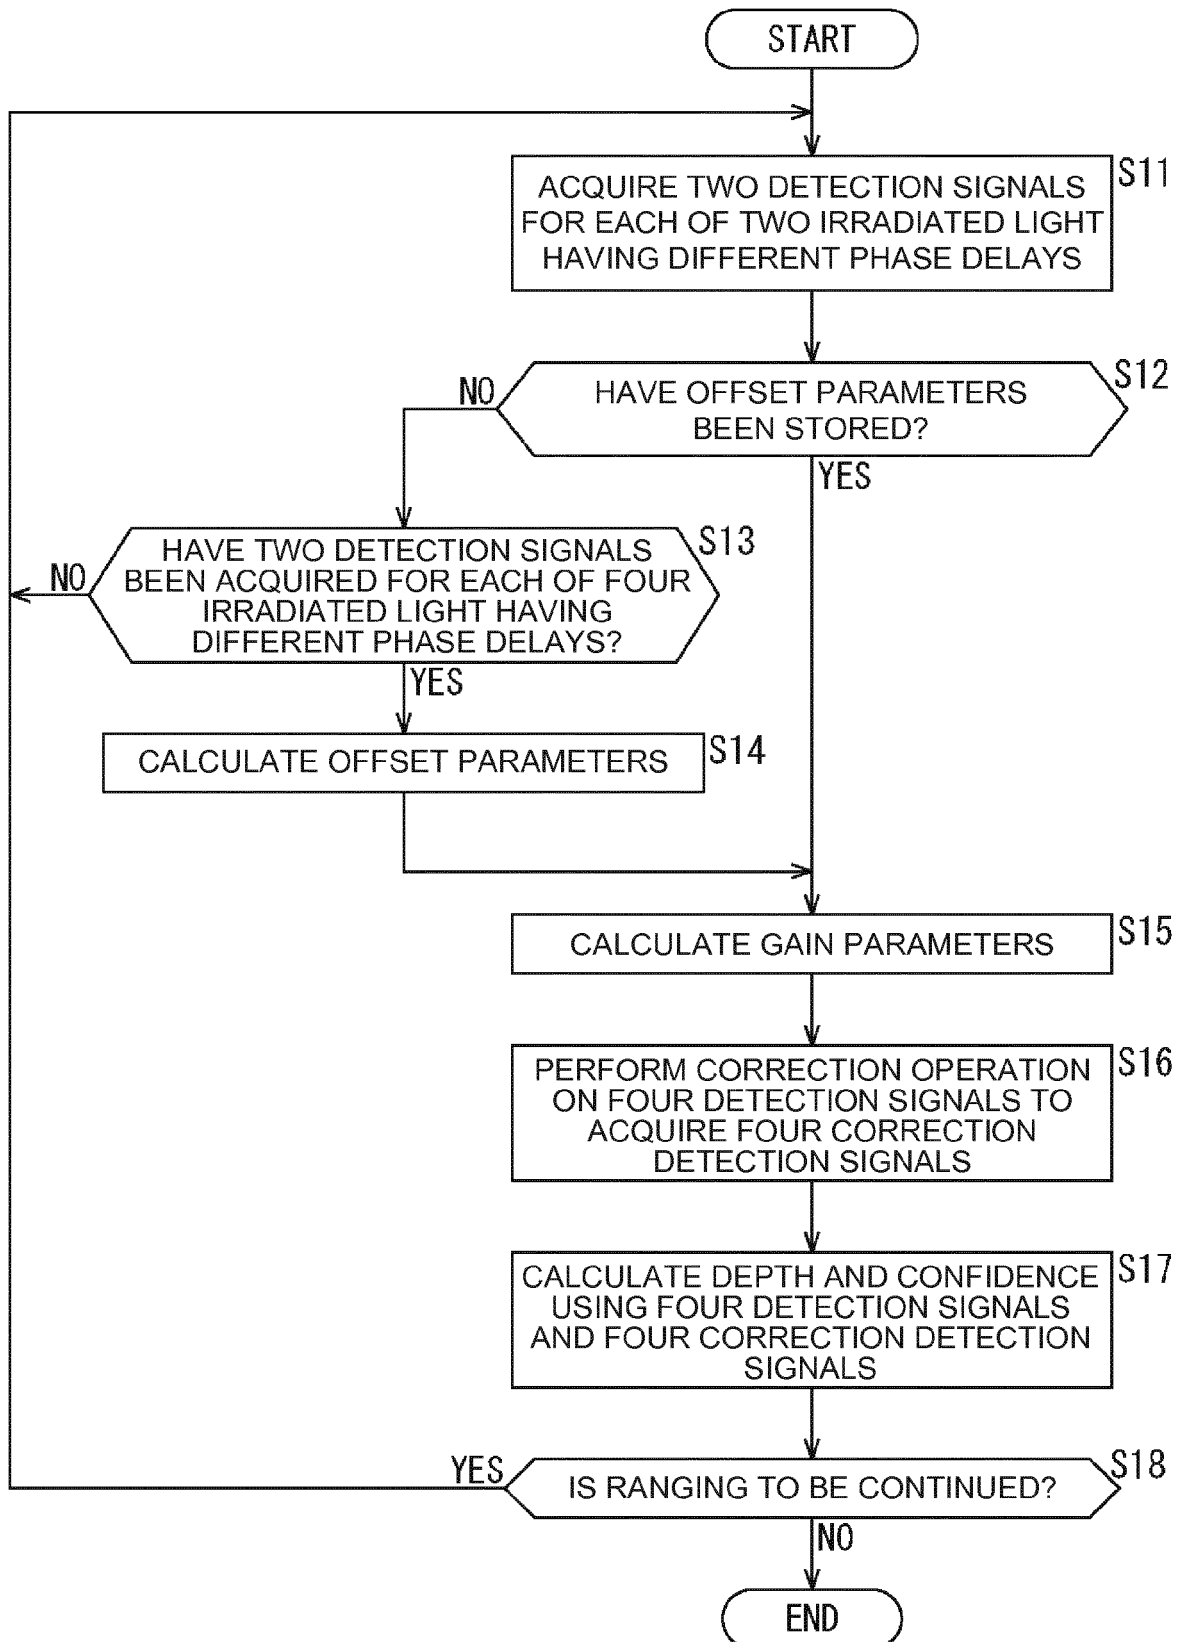 START
S11
ACQUIRE TWO DETECTION SIGNALS
FOR EACH OF TWO IRRADIATED LIGHT
HAVING DIFFERENT PHASE DELAYS
S12
NO
HAVE OFFSET PARAMETERS
BEEN STORED?
YES
S13
NO
HAVE TWO DETECTION SIGNALS
BEEN ACQUIRED FOR EACH OF FOUR
IRRADIATED LIGHT HAVING
DIFFERENT PHASE DELAYS?
YES
S14
CALCULATE OFFSET PARAMETERS
S15
CALCULATE GAIN PARAMETERS
S16
PERFORM CORRECTION OPERATION
ON FOUR DETECTION SIGNALS TO
ACQUIRE FOUR CORRECTION
DETECTION SIGNALS
S17
CALCULATE DEPTH AND CONFIDENCE
USING FOUR DETECTION SIGNALS
AND FOUR CORRECTION DETECTION
SIGNALS
S18
YES
IS RANGING TO BE CONTINUED?
NO
END